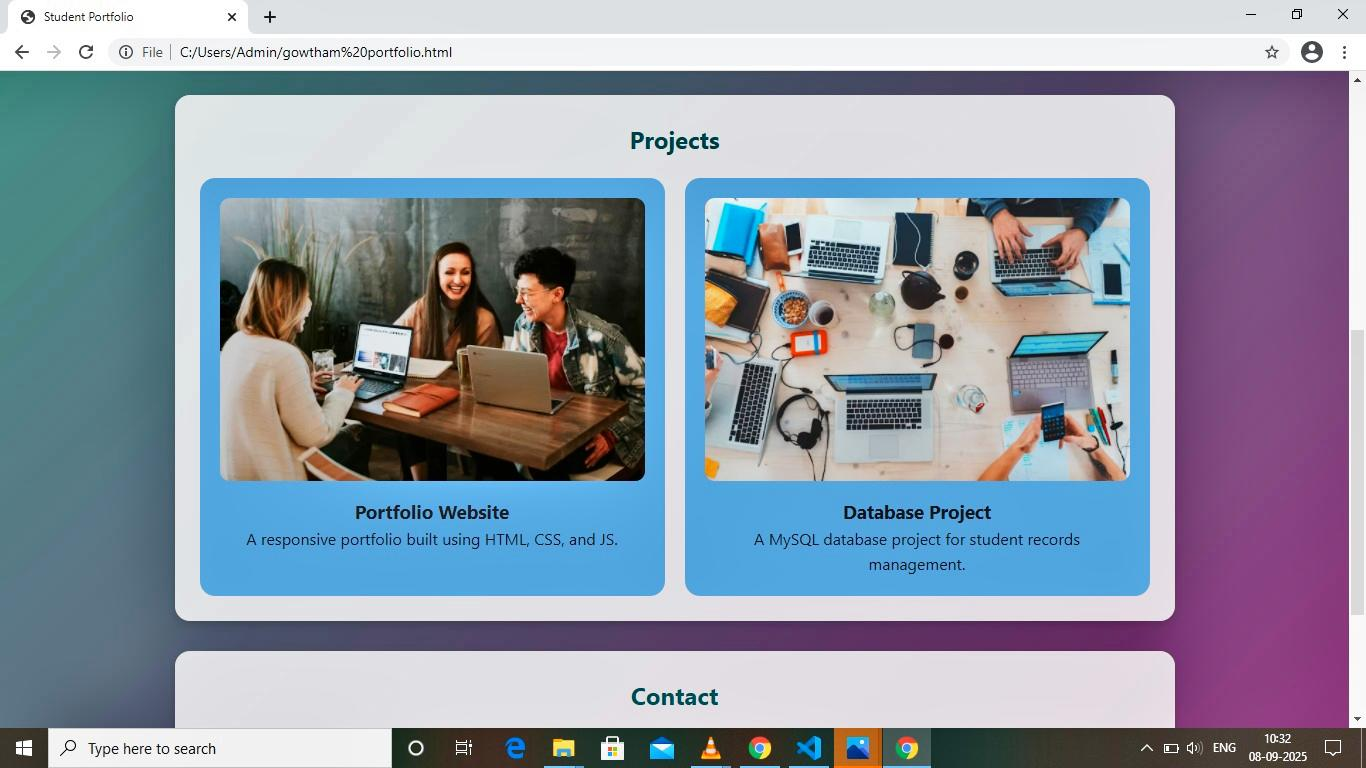 Student Portfolio
File
C:/Users/Admin/gowtham%20portfolio.html
Projects
Portfolio Website
A responsive portfolio built using HTML, CSS, and JS.
Database Project
A MySQL database project for student records
management.
Contact
Type here to search
ENG
10:32
08-09-2025